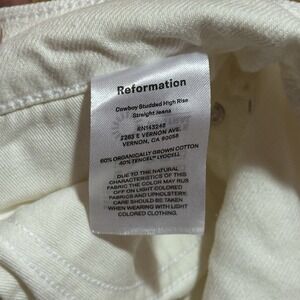 Reformation
Cowboy Studded High Rise
Straight Jeans
RN143248
2263 E VERNON AVE.
VERNON, CA 90058
60% ORGANICALLY GROWN COTTON
40% TENCEL™ LYOCELL
DUE TO THE NATURAL
CHARACTERISTICS OF THIS
FABRIC THE COLOR MAY RUB
OFF ON LIGHT COLORED
FABRICS AND UPHOLSTERY.
CARE SHOULD BE TAKEN
WHEN WEARING WITH LIGHT
COLORED CLOTHING.